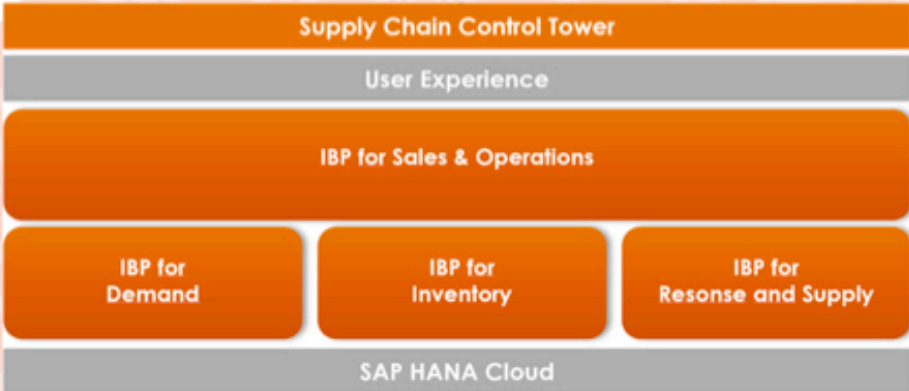 Supply Chain Control Tower
User Experience
IBP for Sales & Operations
IBP for
Demand
IBP for
Inventory
IBP for
Resonse and Supply
SAP HANA Cloud